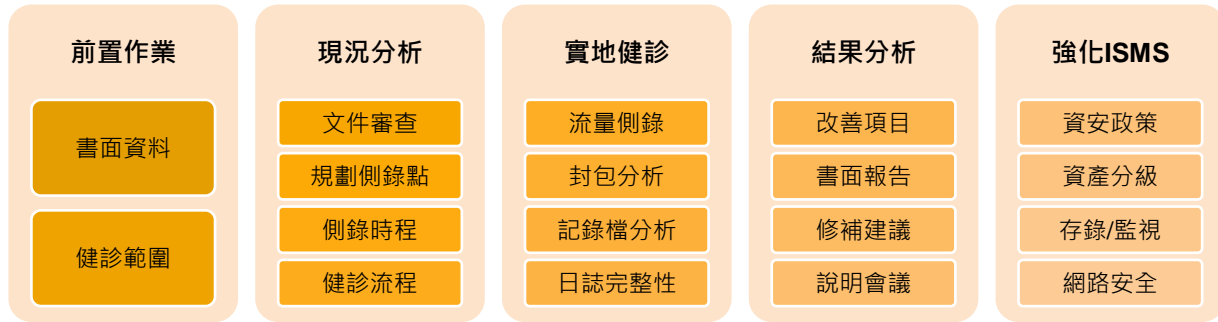 前置作業
書面資料
健診範圍
現況分析
文件審查
規劃側錄點
側錄時程
健診流程
實地健診
流量側錄
封包分析
記錄檔分析
日誌完整性
結果分析
改善項目
書面報告
修補建議
說明會議
強化ISMS
資安政策
資產分級
存錄/監視
網路安全